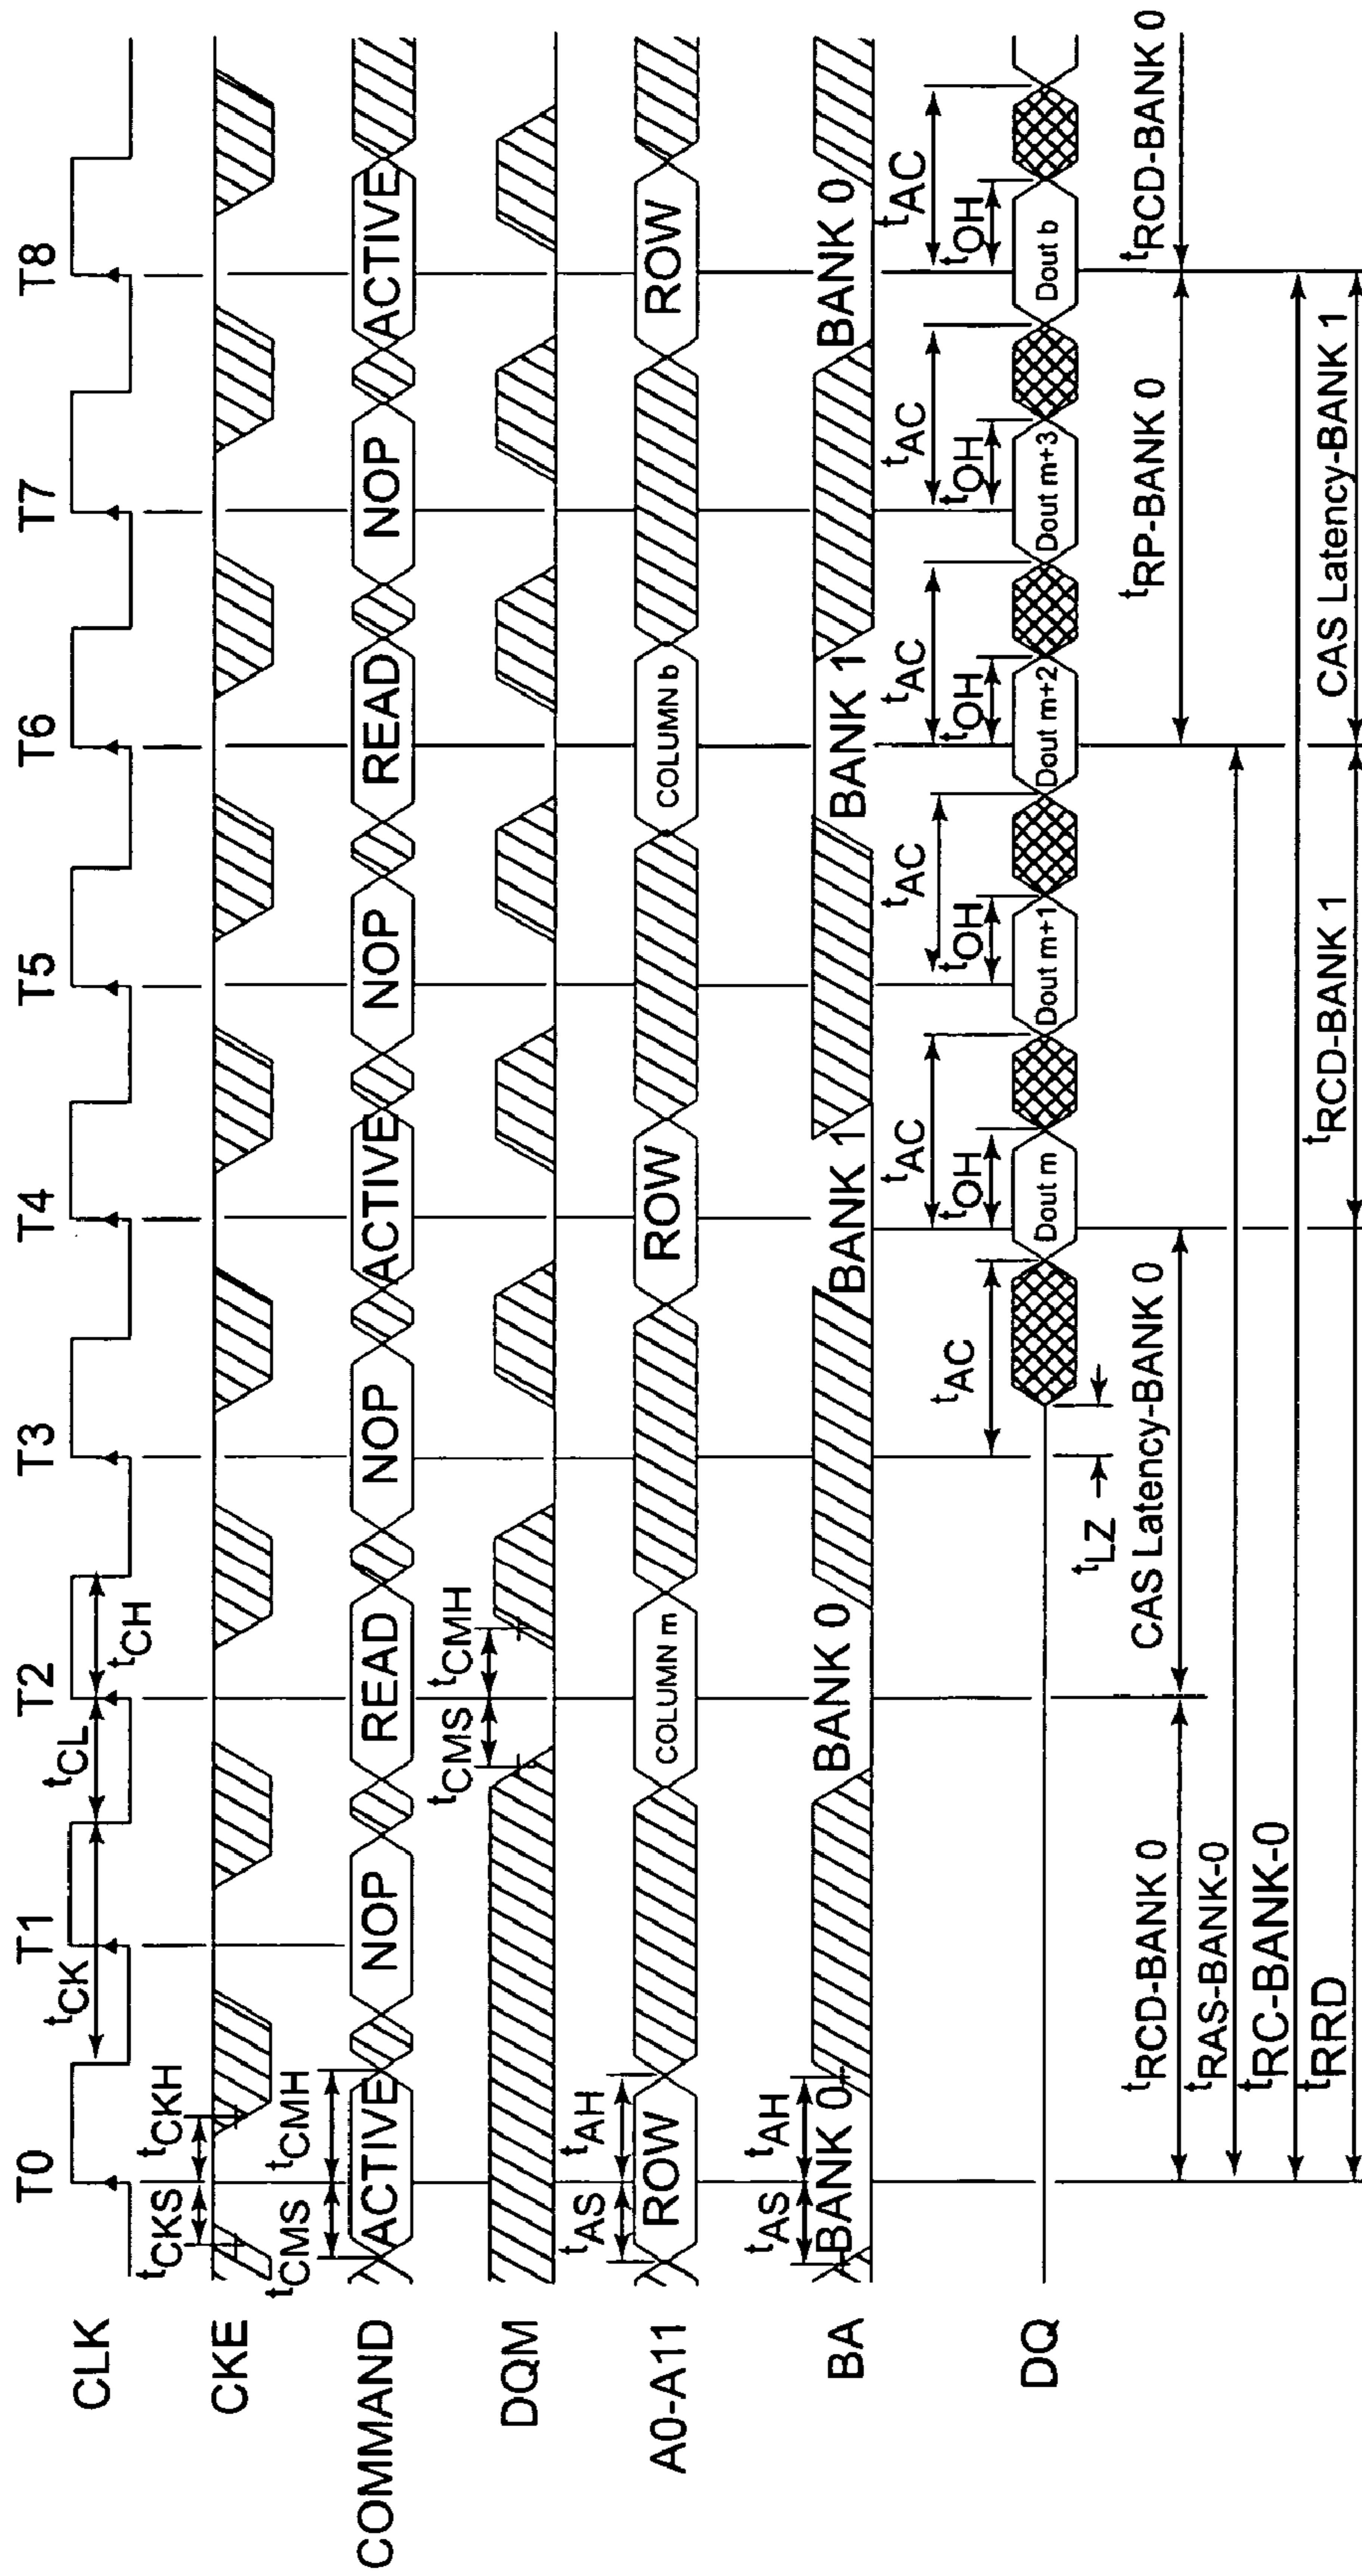 T0 T1 T2 T3 T4 T5 T6 T7 T8
CLK
tCK tCL tCH
tCKS tCKH
CKE
tCMS tCMH
COMMAND ACTIVE NOP READ NOP ACTIVE NOP READ NOP ACTIVE
tCMS tCMH
DQM
tAS tAH
A0-A11 ROW COLUMN m ROW COLUMN b ROW
tAS tAH
BA BANK 0 BANK 0 BANK 1 BANK 1 BANK 0
tAC tAC tAC tAC tAC tAC
tOH tOH tOH tOH tOH
DQ Dout m Dout m+1 Dout m+2 Dout m+3 Dout b
tLZ
tRCD-BANK 0 CAS Latency-BANK 0 tRP-BANK 0 tRCD-BANK 0
tRAS-BANK-0
tRC-BANK-0
tRRD tRCD-BANK 1 CAS Latency-BANK 1